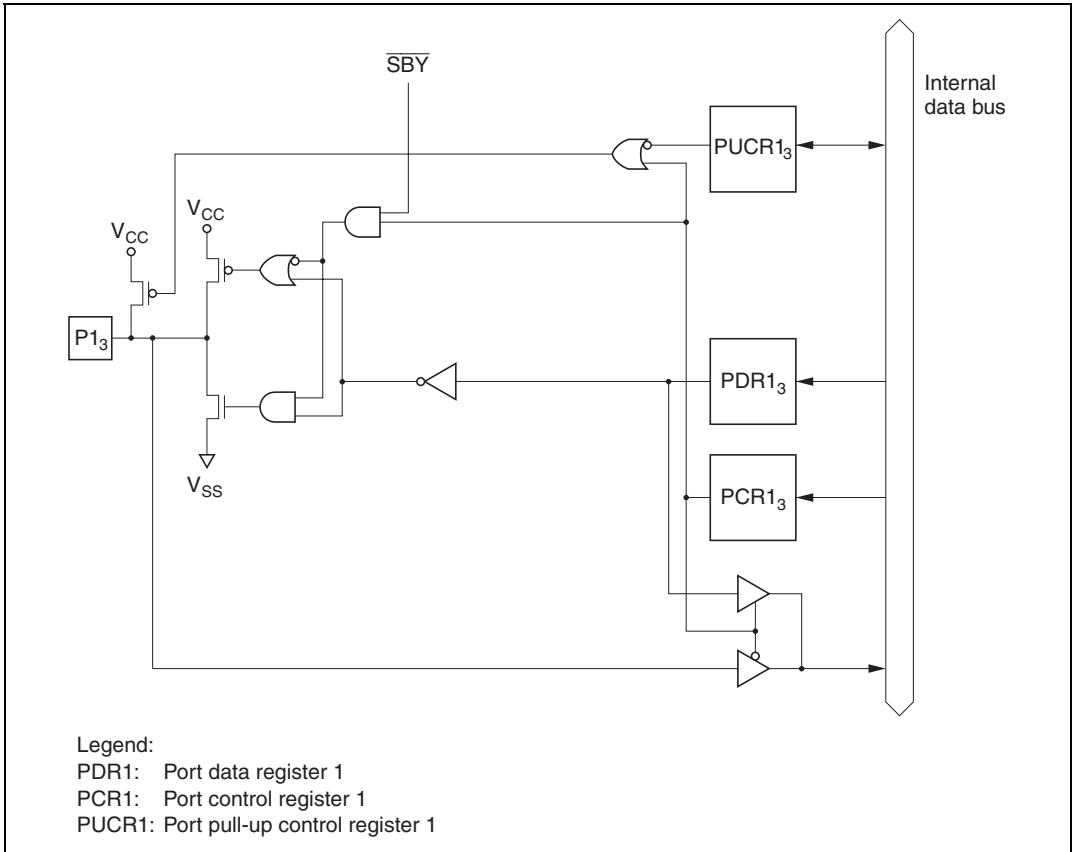 SBY
Internal
data bus
PUCR1₃
V_CC
V_CC
P1₃
PDR1₃
V_SS
PCR1₃
Legend:
PDR1: Port data register 1
PCR1: Port control register 1
PUCR1: Port pull-up control register 1